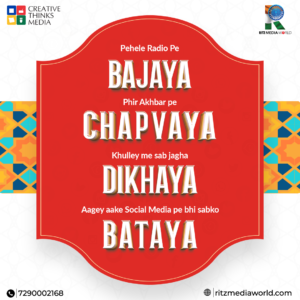 CREATIVE
THINKS
MEDIA
RITZ MEDIA WORLD
Pehele Radio Pe
BAJAYA
Phir Akhbar pe
CHAPVAYA
Khulley me sab jagha
DIKHAYA
Aagey aake Social Media pe bhi sabko
BATAYA
7290002168
ritzmediaworld.com